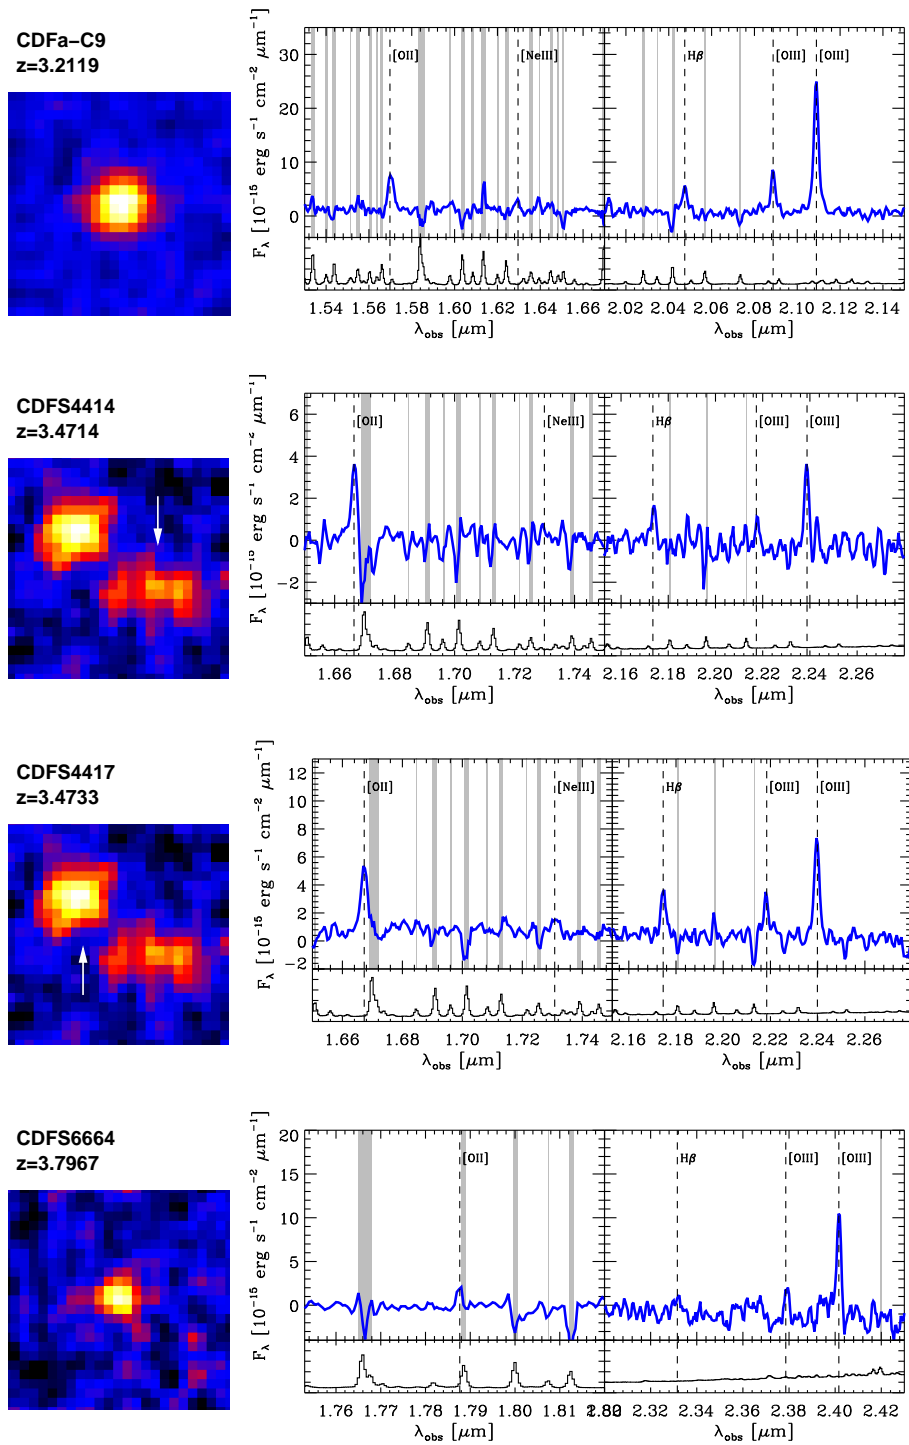 CDFa−C9
z=3.2119
F_λ [10⁻¹⁵ erg s⁻¹ cm⁻² μm⁻¹]
30
20
10
0
[OII]
[NeIII]
Hβ
[OIII]
[OIII]
1.54 1.56 1.58 1.60 1.62 1.64 1.66
2.02 2.04 2.06 2.08 2.10 2.12 2.14
λ_obs [μm]
λ_obs [μm]
CDFS4414
z=3.4714
F_λ [10⁻¹⁵ erg s⁻¹ cm⁻² μm⁻¹]
6
4
2
0
−2
[OII]
[NeIII]
Hβ
[OIII]
[OIII]
1.66 1.68 1.70 1.72 1.74
2.16 2.18 2.20 2.22 2.24 2.26
λ_obs [μm]
λ_obs [μm]
CDFS4417
z=3.4733
F_λ [10⁻¹⁵ erg s⁻¹ cm⁻² μm⁻¹]
12
10
8
6
4
2
0
−2
[OII]
[NeIII]
Hβ
[OIII]
[OIII]
1.66 1.68 1.70 1.72 1.74
2.16 2.18 2.20 2.22 2.24 2.26
λ_obs [μm]
λ_obs [μm]
CDFS6664
z=3.7967
F_λ [10⁻¹⁵ erg s⁻¹ cm⁻² μm⁻¹]
20
15
10
5
0
[OII]
Hβ
[OIII]
[OIII]
1.76 1.77 1.78 1.79 1.80 1.81
2.32 2.34 2.36 2.38 2.40 2.42
λ_obs [μm]
λ_obs [μm]